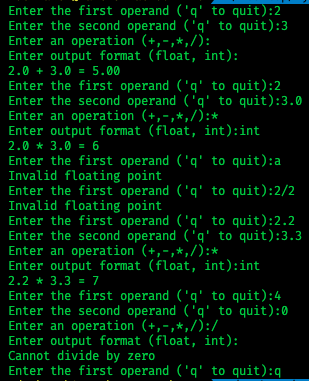 Enter the first operand ('q' to quit):2
Enter the second operand ('q' to quit):3
Enter an operation (+,-,*,/):
Enter output format (float, int):
2.0 + 3.0 = 5.00
Enter the first operand ('q' to quit):2
Enter the second operand ('q' to quit):3.0
Enter an operation (+,-,*,/):*
Enter output format (float, int):int
2.0 * 3.0 = 6
Enter the first operand ('q' to quit):a
Invalid floating point
Enter the first operand ('q' to quit):2/2
Invalid floating point
Enter the first operand ('q' to quit):2.2
Enter the second operand ('q' to quit):3.3
Enter an operation (+,-,*,/):*
Enter output format (float, int):int
2.2 * 3.3 = 7
Enter the first operand ('q' to quit):4
Enter the second operand ('q' to quit):0
Enter an operation (+,-,*,/):/
Enter output format (float, int):
Cannot divide by zero
Enter the first operand ('q' to quit):q